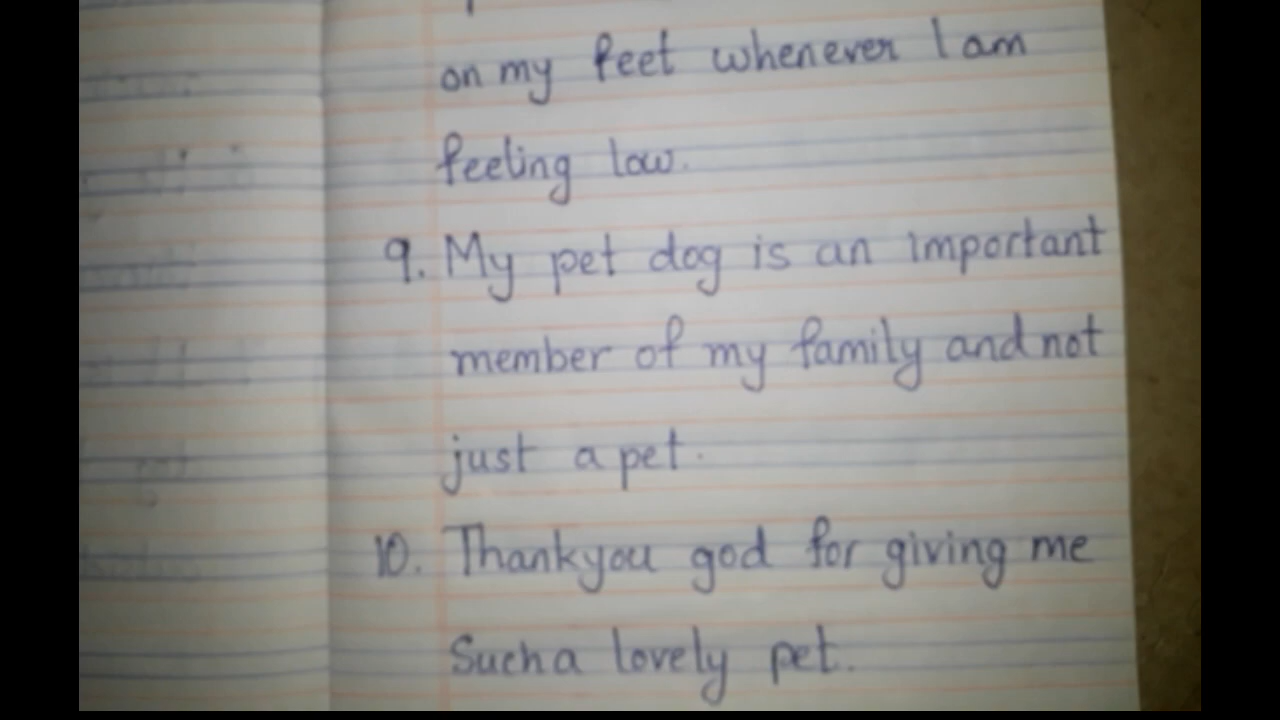 on my feet whenever I am
feeling low.
9. My pet dog is an important
member of my family and not
just a pet.
10. Thankyou god for giving me
Such a lovely pet.